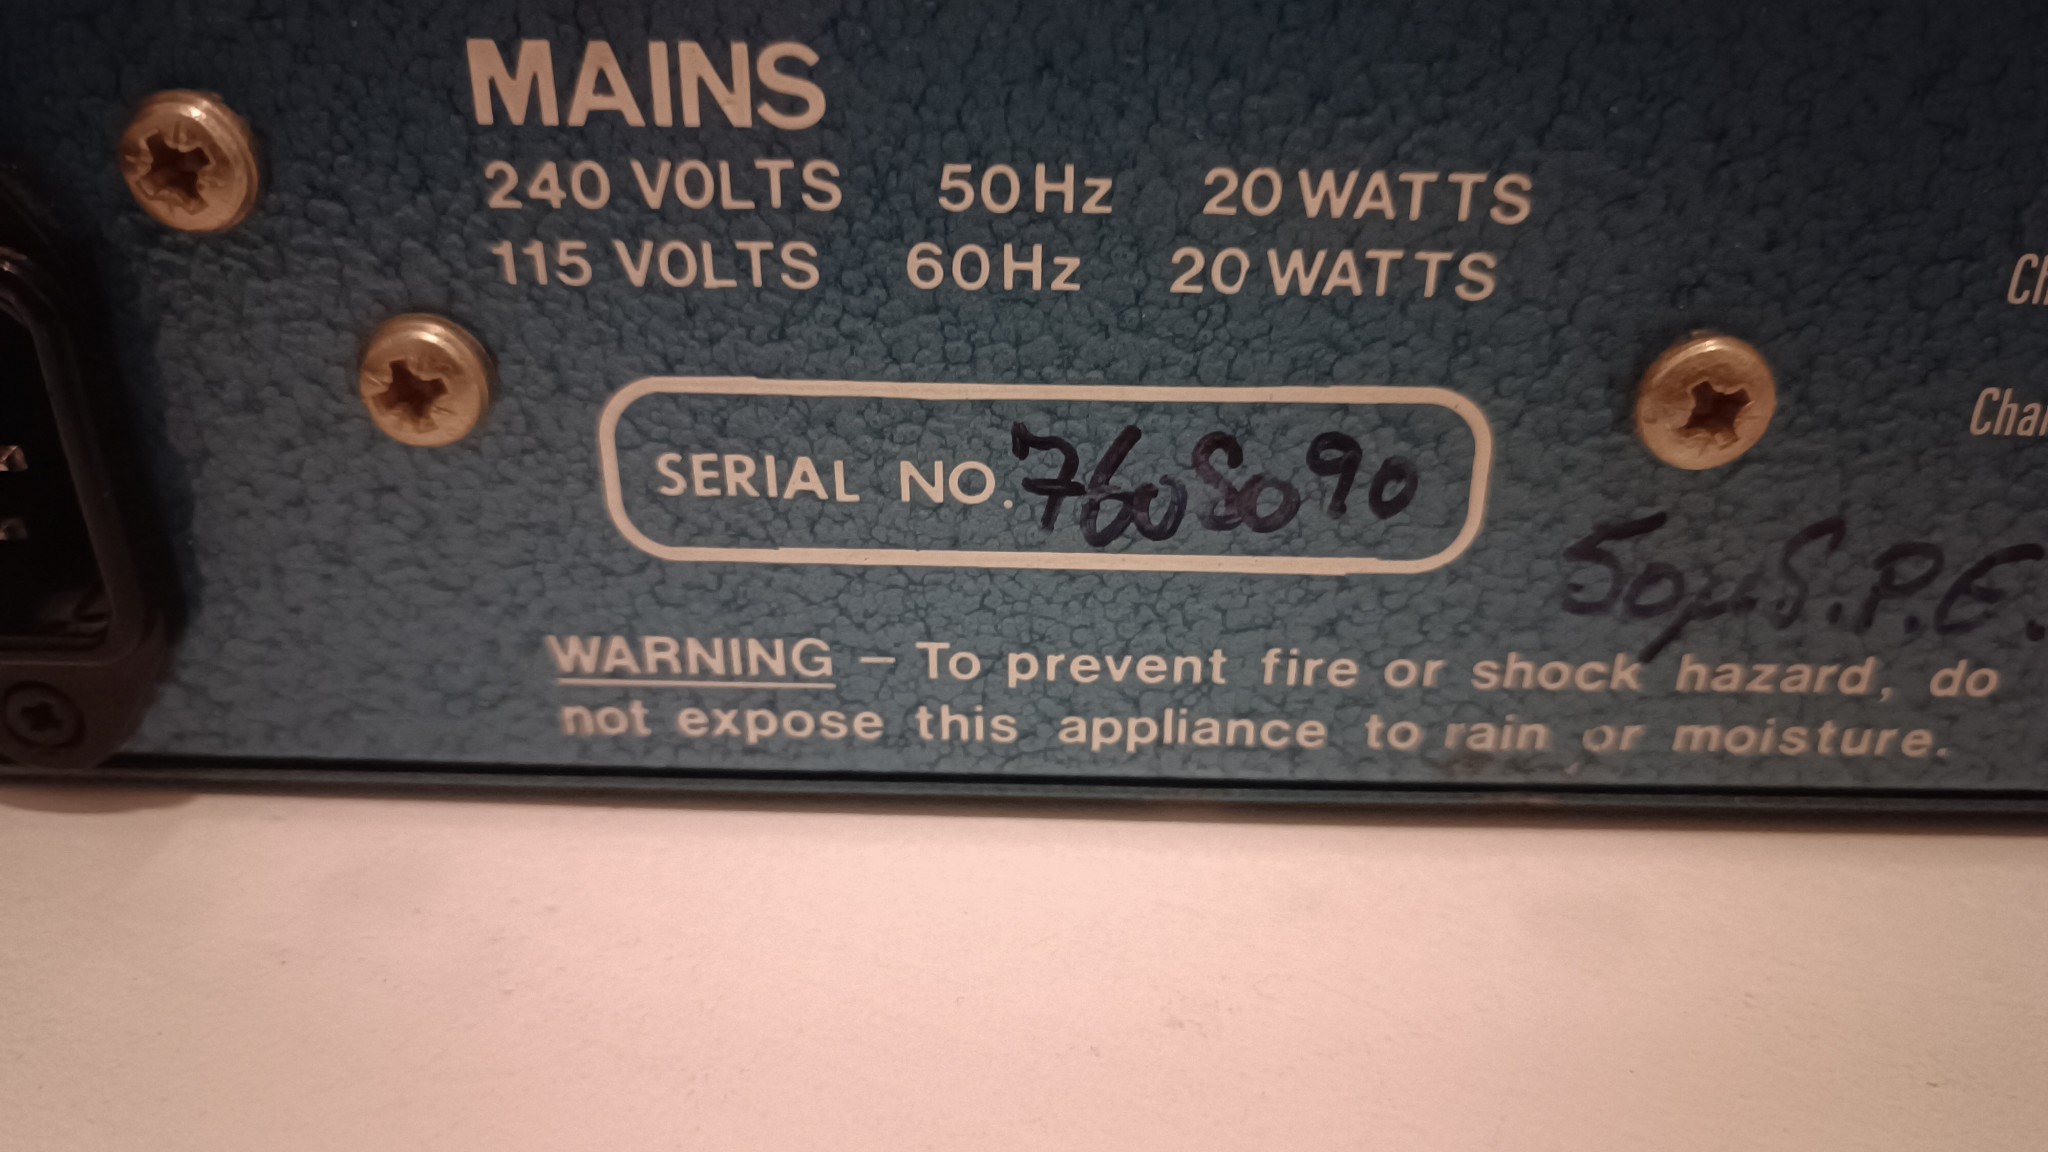 MAINS
240 VOLTS 50Hz 20 WATTS
115 VOLTS 60Hz 20 WATTS
SERIAL NO. 7608090
50µS.P.E.
WARNING – To prevent fire or shock hazard, do
not expose this appliance to rain or moisture.